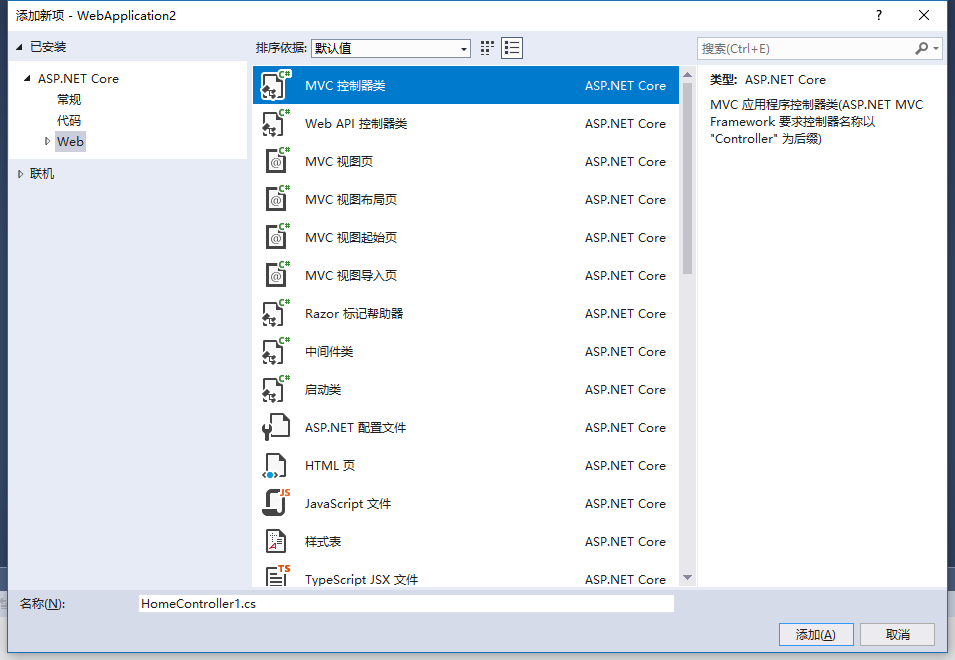 添加新项 - WebApplication2
?
已安装
排序依据: 默认值
搜索(Ctrl+E)
ASP.NET Core
常规
代码
Web
联机
MVC 控制器类 ASP.NET Core
Web API 控制器类 ASP.NET Core
MVC 视图页 ASP.NET Core
MVC 视图布局页 ASP.NET Core
MVC 视图起始页 ASP.NET Core
MVC 视图导入页 ASP.NET Core
Razor 标记帮助器 ASP.NET Core
中间件类 ASP.NET Core
启动类 ASP.NET Core
ASP.NET 配置文件 ASP.NET Core
HTML 页 ASP.NET Core
JavaScript 文件 ASP.NET Core
样式表 ASP.NET Core
TypeScript JSX 文件 ASP.NET Core
类型: ASP.NET Core
MVC 应用程序控制器类(ASP.NET MVC
Framework 要求控制器名称以
"Controller" 为后缀)
名称(N): HomeController1.cs
添加(A) 取消